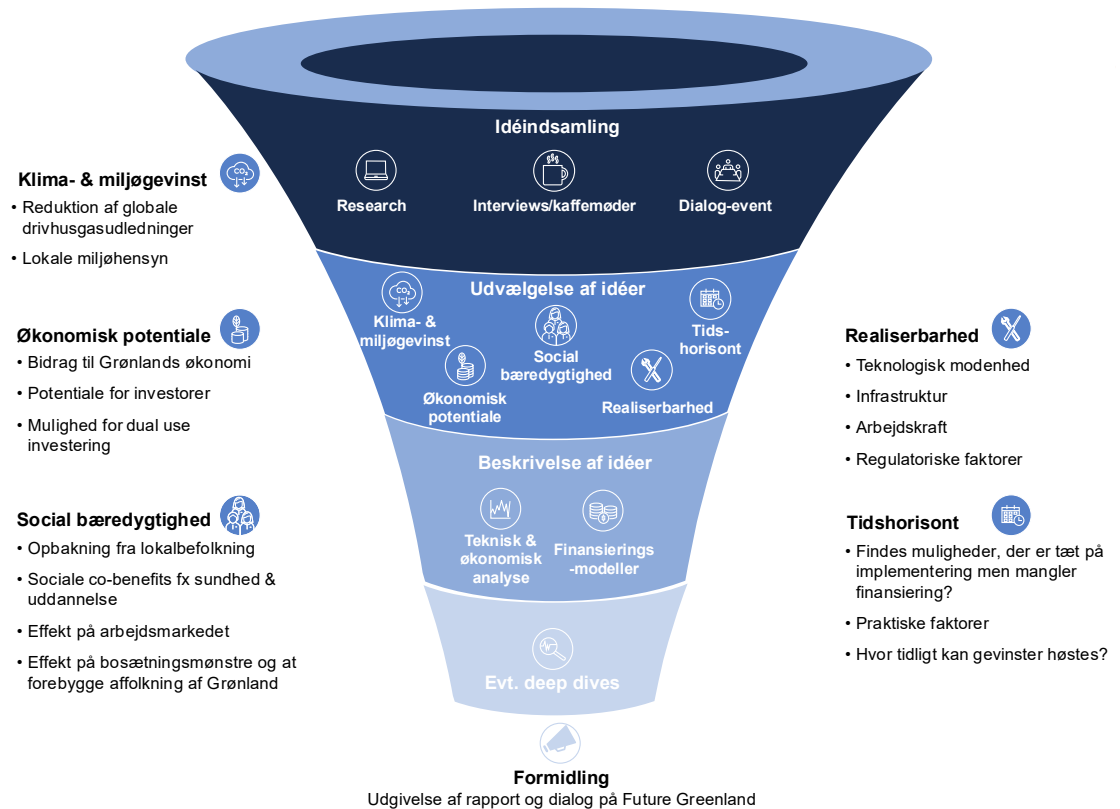 Idéindsamling
Research
Interviews/kaffemøder
Dialog-event
Udvælgelse af idéer
Klima- &
miljøgevinst
Økonomisk
potentiale
Social
bæredygtighed
Realiserbarhed
Tids-
horisont
Beskrivelse af idéer
Teknisk &
økonomisk
analyse
Finansierings
-modeller
Evt. deep dives
Formidling
Udgivelse af rapport og dialog på Future Greenland
Klima- & miljøgevinst
CO₂
• Reduktion af globale
drivhusgasudledninger
• Lokale miljøhensyn
Økonomisk potentiale
• Bidrag til Grønlands økonomi
• Potentiale for investorer
• Mulighed for dual use
investering
Social bæredygtighed
• Opbakning fra lokalbefolkning
• Sociale co-benefits fx sundhed &
uddannelse
• Effekt på arbejdsmarkedet
• Effekt på bosætningsmønstre og at
forebygge affolkning af Grønland
Realiserbarhed
• Teknologisk modenhed
• Infrastruktur
• Arbejdskraft
• Regulatoriske faktorer
Tidshorisont
• Findes muligheder, der er tæt på
implementering men mangler
finansiering?
• Praktiske faktorer
• Hvor tidligt kan gevinster høstes?
CO₂